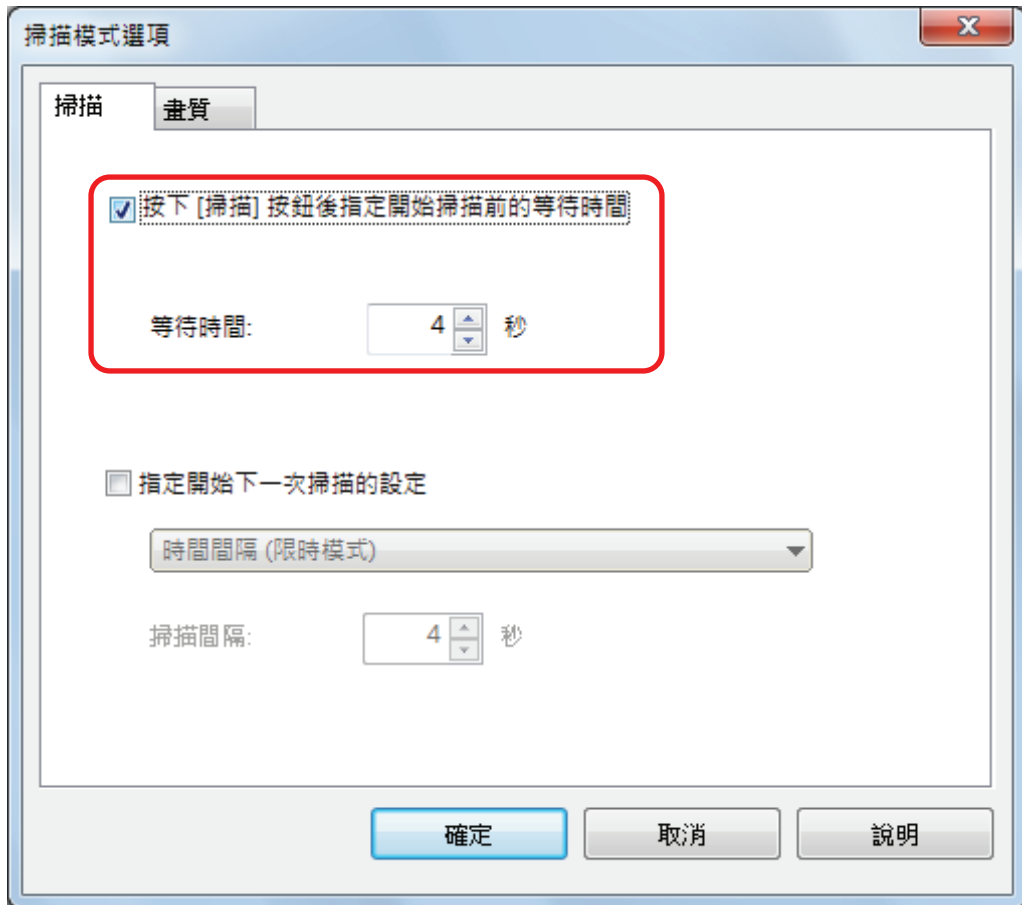 掃描模式選項
掃描
畫質
按下 [掃描] 按鈕後指定開始掃描前的等待時間
等待時間: 4 秒
指定開始下一次掃描的設定
時間間隔 (限時模式)
掃描間隔: 4 秒
確定 取消 說明